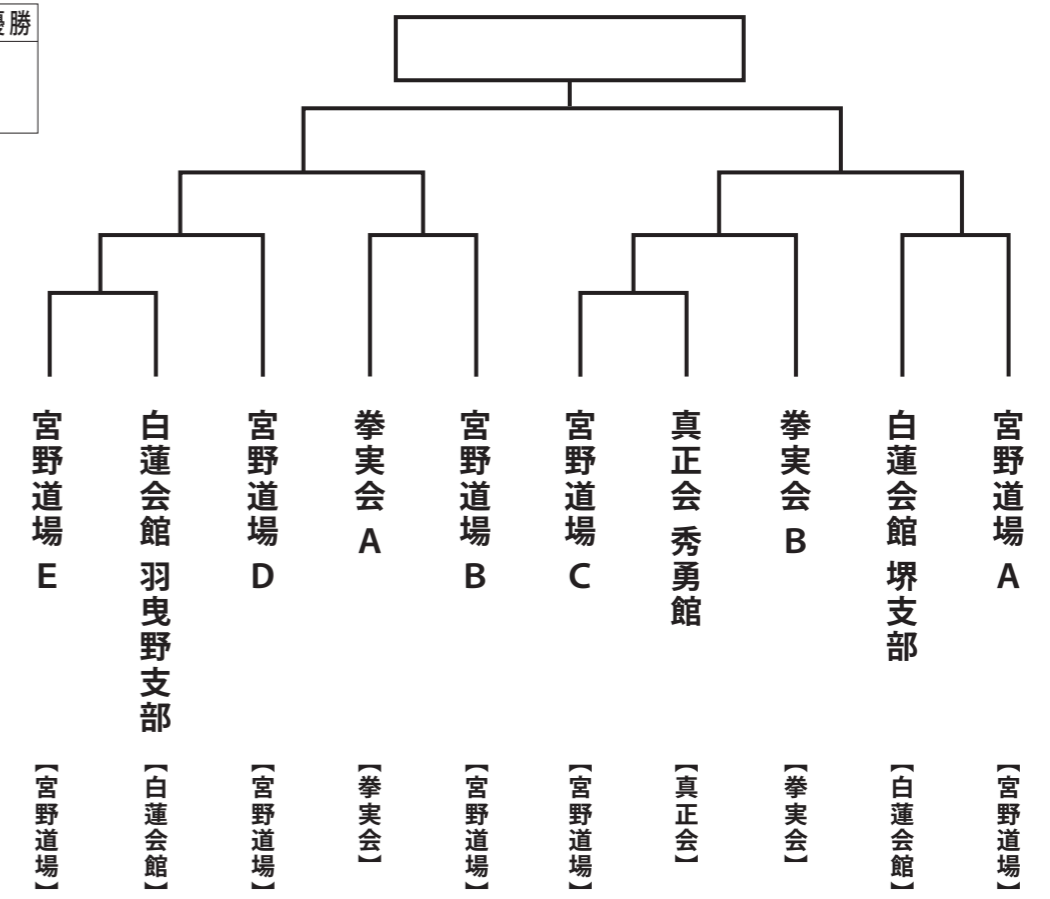 優勝
宮野道場 A
白蓮会館 堺支部
拳実会 B
真正会 秀勇館
宮野道場 C
宮野道場 B
拳実会 A
宮野道場 D
白蓮会館 羽曳野支部
宮野道場 E
【宮野道場】
【白蓮会館】
【拳実会】
【真正会】
【宮野道場】
【宮野道場】
【拳実会】
【宮野道場】
【白蓮会館】
【宮野道場】